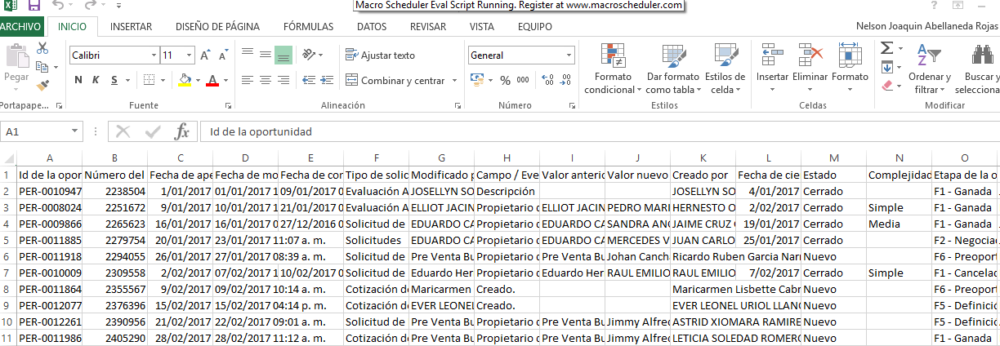 Macro Scheduler Eval Script Running. Register at www.macroscheduler.com
ARCHIVO INICIO INSERTAR DISEÑO DE PÁGINA FÓRMULAS DATOS REVISAR VISTA EQUIPO Nelson Joaquin Abellaneda Rojas
Pegar Calibri 11 A A Ajustar texto General Formato condicional Dar formato como tabla Estilos de celda Insertar Eliminar Formato Ordenar y filtrar Buscar y selecciona
N K S A Combinar y centrar % 000
Portapape... Fuente Alineación Número Estilos Celdas Modificar
A1 fx Id de la oportunidad
A B C D E F G H I J K L M N O
1 Id de la opor Número del Fecha de ape Fecha de mo Fecha de cor Tipo de solid Modificado p Campo / Eve Valor anterio Valor nuevo Creado por Fecha de cie Estado Complejidad Etapa de la o
2 PER-0010947 2238504 1/01/2017 01/01/2017 1 09/01/2017 0 Evaluación A JOSELLYN SO Descripción JOSELLYN SO 4/01/2017 Cerrado F1 - Ganada
3 PER-0008024 2251672 9/01/2017 10/01/2017 1 21/01/2017 0 Evaluación A ELLIOT JACIN Propietario d ELLIOT JACIN PEDRO MARI HERNESTO O 2/02/2017 Cerrado Simple F1 - Ganada
4 PER-0009866 2265623 16/01/2017 16/01/2017 0 27/12/2016 0 Solicitud de EDUARDO CA Propietario d EDUARDO CA SANDRA ANG JAIME CRUZ 19/01/2017 Cerrado Media F1 - Ganada
5 PER-0011885 2279754 20/01/2017 23/01/2017 11:07 a. m. Solicitudes EDUARDO CA Propietario d EDUARDO CA MERCEDES V JUAN CARLO 25/01/2017 Cerrado F2 - Negociac
6 PER-0011918 2294055 26/01/2017 27/01/2017 08:39 a. m. Solicitud de Pre Venta Bu Propietario d Pre Venta Bu Johan Canch Ricardo Ruben Garcia Narr Nuevo F6 - Preoport
7 PER-0010009 2309558 2/02/2017 07/02/2017 1 10/02/2017 0 Solicitud de Eduardo Her Propietario d Eduardo Her RAUL EMILIO RAUL EMILIO 7/02/2017 Cerrado Simple F1 - Cancelad
8 PER-0011864 2355567 9/02/2017 09/02/2017 10:14 a. m. Cotización de Maricarmen Creado. Maricarmen Lisbette Cabr Nuevo F6 - Preoport
9 PER-0012077 2376396 15/02/2017 15/02/2017 04:14 p. m. Cotización de EVER LEONEL Creado. EVER LEONEL URIOL LLANO Nuevo F5 - Definició
10 PER-0012261 2390956 21/02/2017 22/02/2017 09:01 a. m. Solicitud de Pre Venta Bu Propietario d Pre Venta Bu Jimmy Alfred ASTRID XIOMARA RAMIRE Nuevo F5 - Definició
11 PER-0011986 2405290 28/02/2017 28/02/2017 11:12 a. m. Cotización de Pre Venta Bu Propietario d Pre Venta Bu Jimmy Alfred LETICIA SOLEDAD ROMERO Nuevo F1 - Ganada